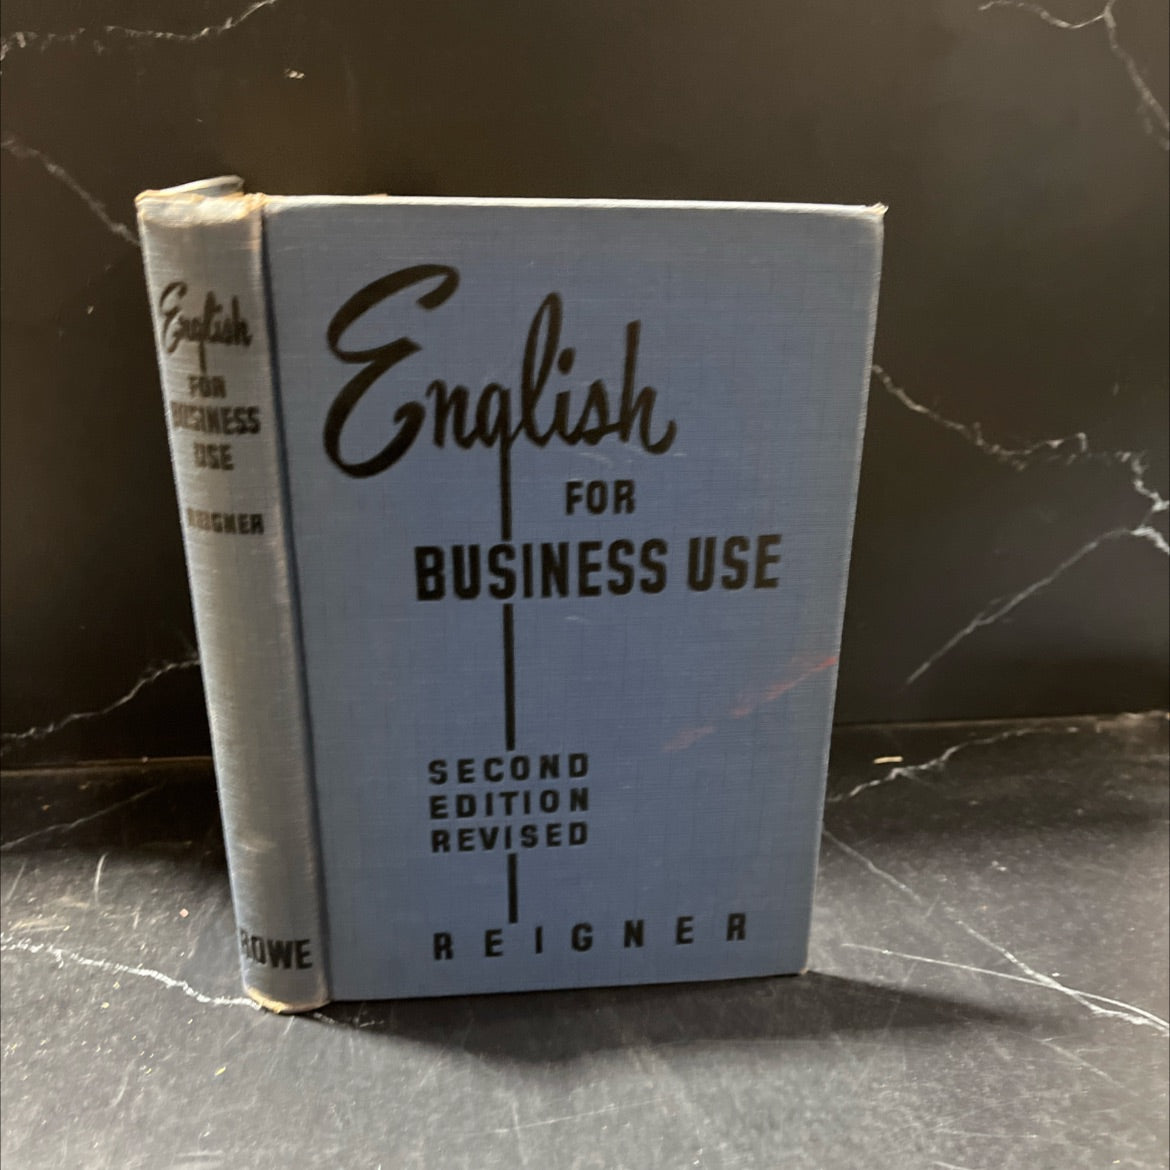 English
FOR
BUSINESS
USE
REIGNER
ROWE
English
FOR
BUSINESS USE
SECOND
EDITION
REVISED
REIGNER